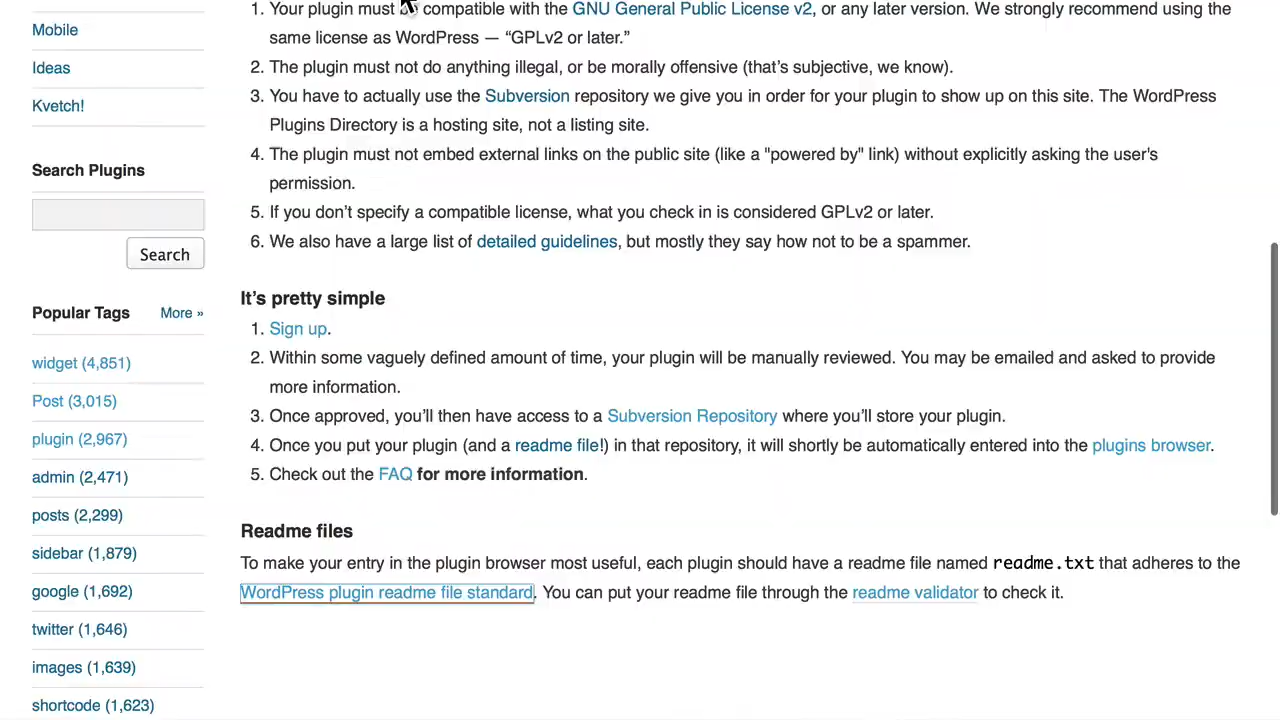 Mobile
Ideas
Kvetch!
Search Plugins
Search
Popular Tags More »
widget (4,851)
Post (3,015)
plugin (2,967)
admin (2,471)
posts (2,299)
sidebar (1,879)
google (1,692)
twitter (1,646)
images (1,639)
shortcode (1,623)
1. Your plugin must be compatible with the GNU General Public License v2, or any later version. We strongly recommend using the
same license as WordPress — “GPLv2 or later.”
2. The plugin must not do anything illegal, or be morally offensive (that’s subjective, we know).
3. You have to actually use the Subversion repository we give you in order for your plugin to show up on this site. The WordPress
Plugins Directory is a hosting site, not a listing site.
4. The plugin must not embed external links on the public site (like a "powered by" link) without explicitly asking the user's
permission.
5. If you don’t specify a compatible license, what you check in is considered GPLv2 or later.
6. We also have a large list of detailed guidelines, but mostly they say how not to be a spammer.
It’s pretty simple
1. Sign up.
2. Within some vaguely defined amount of time, your plugin will be manually reviewed. You may be emailed and asked to provide
more information.
3. Once approved, you’ll then have access to a Subversion Repository where you’ll store your plugin.
4. Once you put your plugin (and a readme file!) in that repository, it will shortly be automatically entered into the plugins browser.
5. Check out the FAQ for more information.
Readme files
To make your entry in the plugin browser most useful, each plugin should have a readme file named readme.txt that adheres to the
WordPress plugin readme file standard. You can put your readme file through the readme validator to check it.